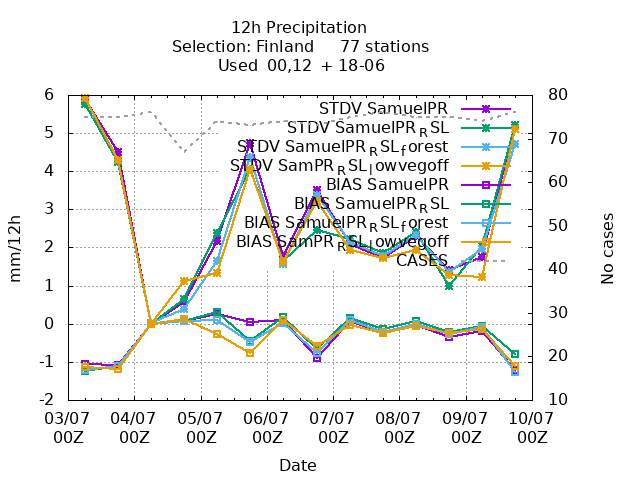 12h Precipitation
Selection: Finland 77 stations
Used 00,12 + 18-06
6 80
STDV SamuelPR
STDV SamuelPR_RSL
5 70
STDV SamuelPR_RSL_forest
STDV SamPR_RSL_lowvegoff
4
BIAS SamuelPR
60
3
BIAS SamuelPR_RSL
BIAS SamuelPR_RSL_forest
50
2
BIAS SamPR_RSL_lowvegoff
CASES
40
1
30
0
-1 20
-2 10
mm/12h
No cases
03/07 04/07 05/07 06/07 07/07 08/07 09/07 10/07
00Z 00Z 00Z 00Z 00Z 00Z 00Z 00Z
Date